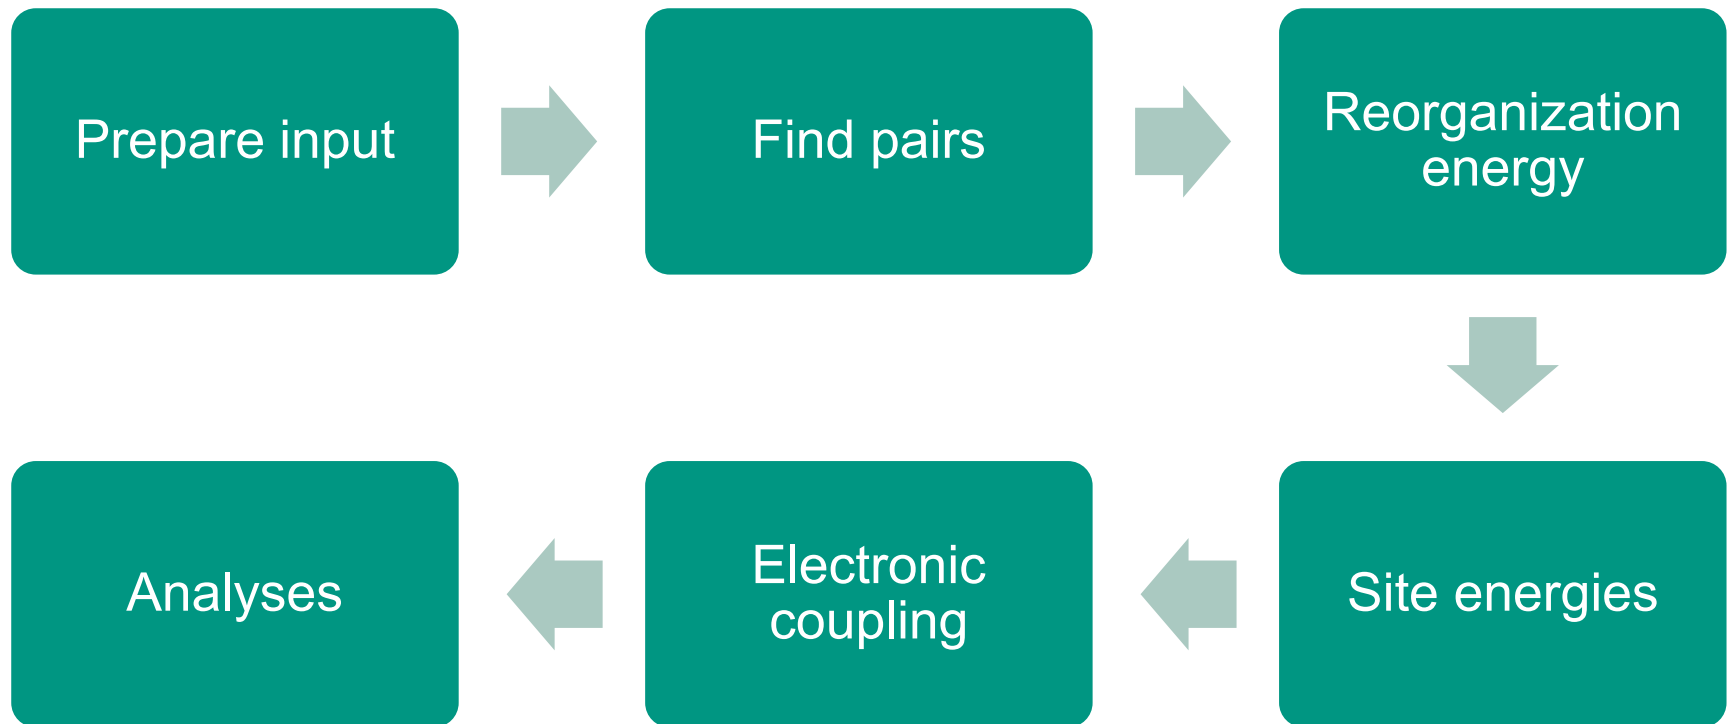 Prepare input
Find pairs
Reorganization
energy
Site energies
Electronic
coupling
Analyses